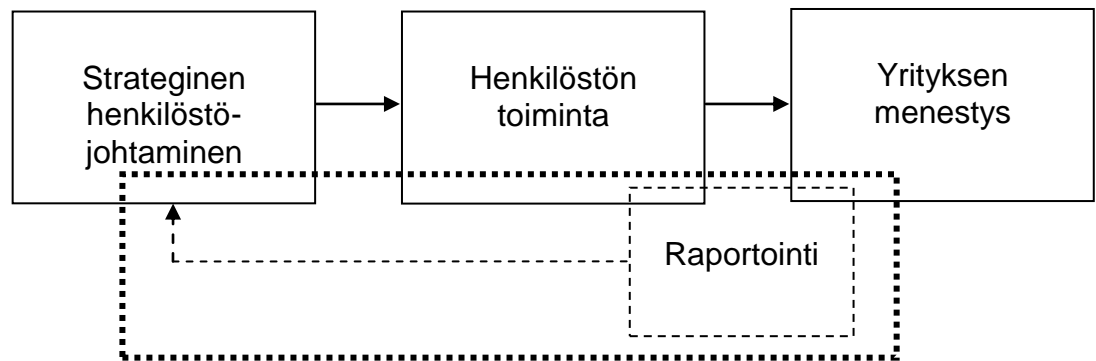 Strateginen
henkilöstö-
johtaminen
Henkilöstön
toiminta
Yrityksen
menestys
Raportointi